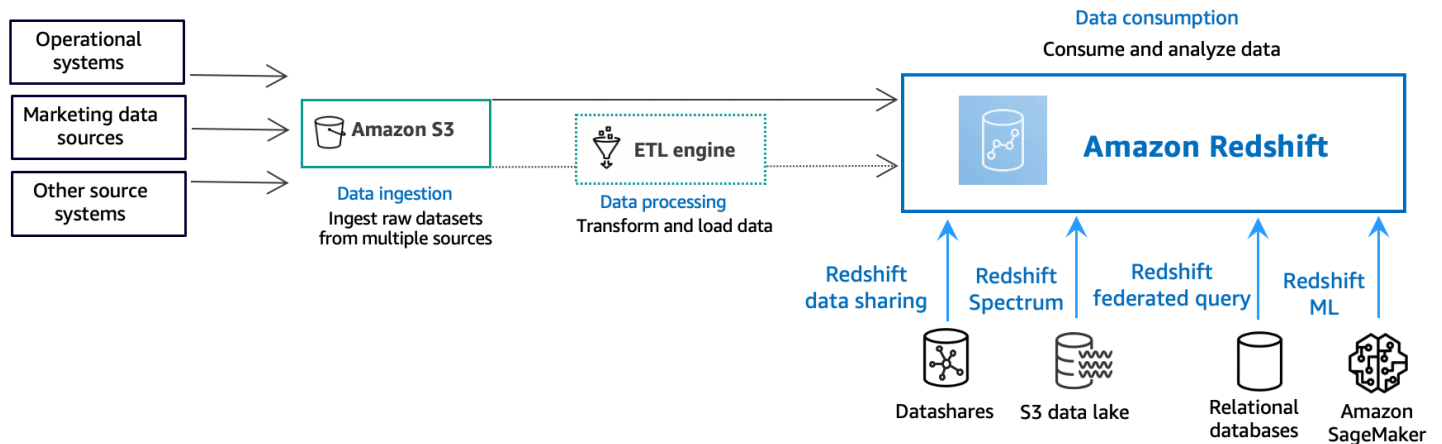 Operational
systems
Marketing data
sources
Other source
systems
Amazon S3
Data ingestion
Ingest raw datasets
from multiple sources
ETL engine
Data processing
Transform and load data
Data consumption
Consume and analyze data
Amazon Redshift
Redshift
data sharing
Redshift
Spectrum
Redshift
federated query
Redshift
ML
Datashares
S3 data lake
Relational
databases
Amazon
SageMaker